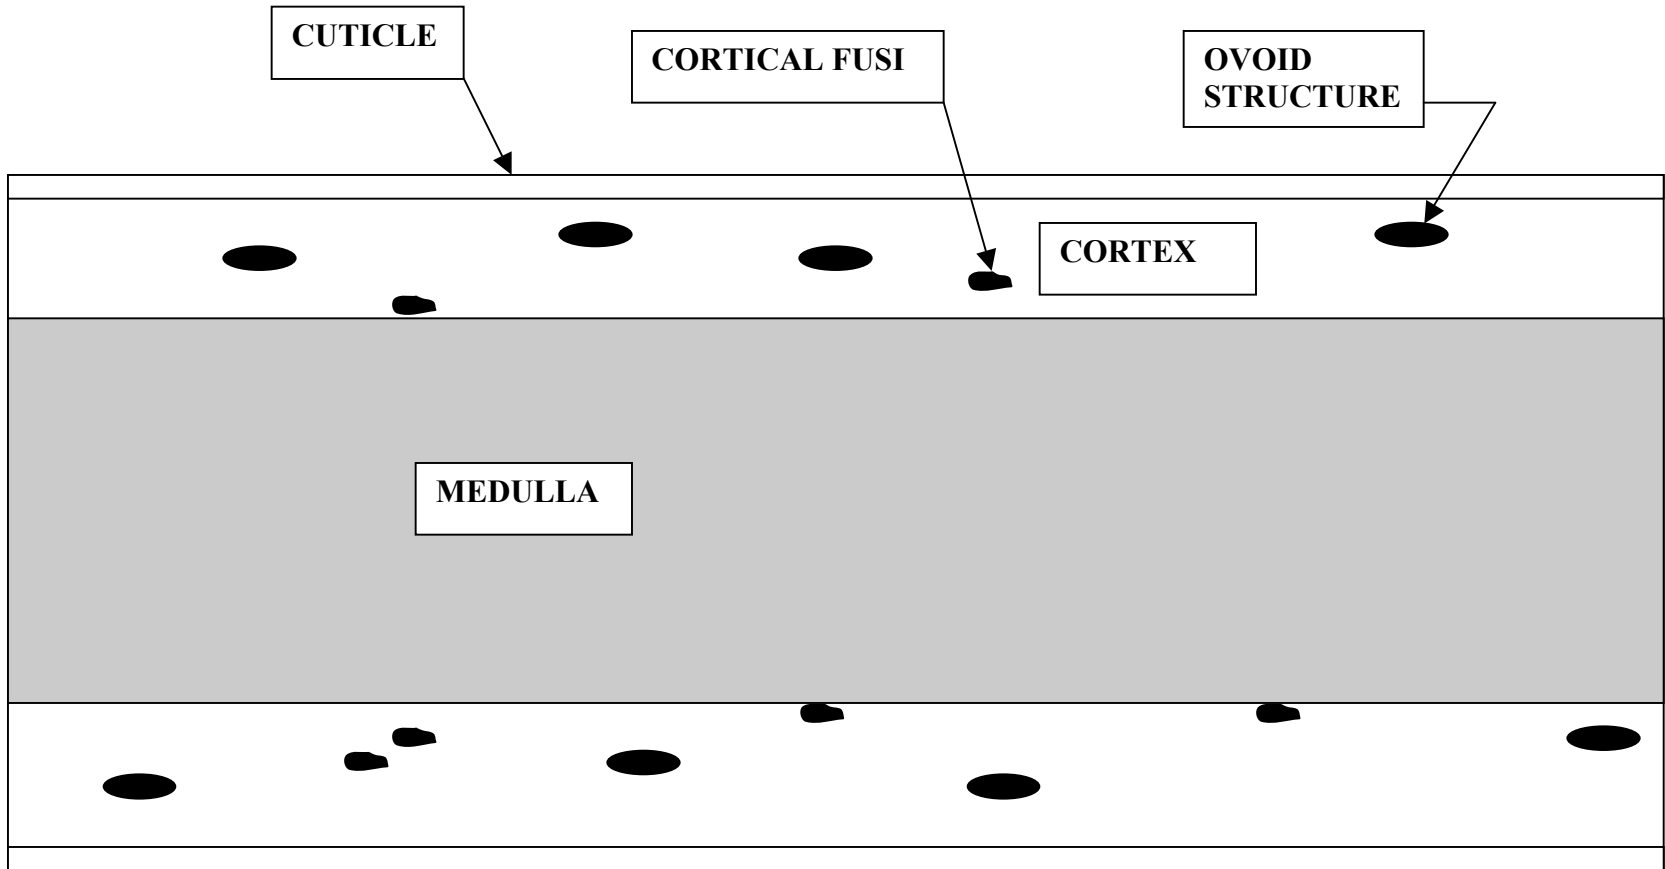 CUTICLE
CORTICAL FUSI
OVOID
STRUCTURE
CORTEX
MEDULLA